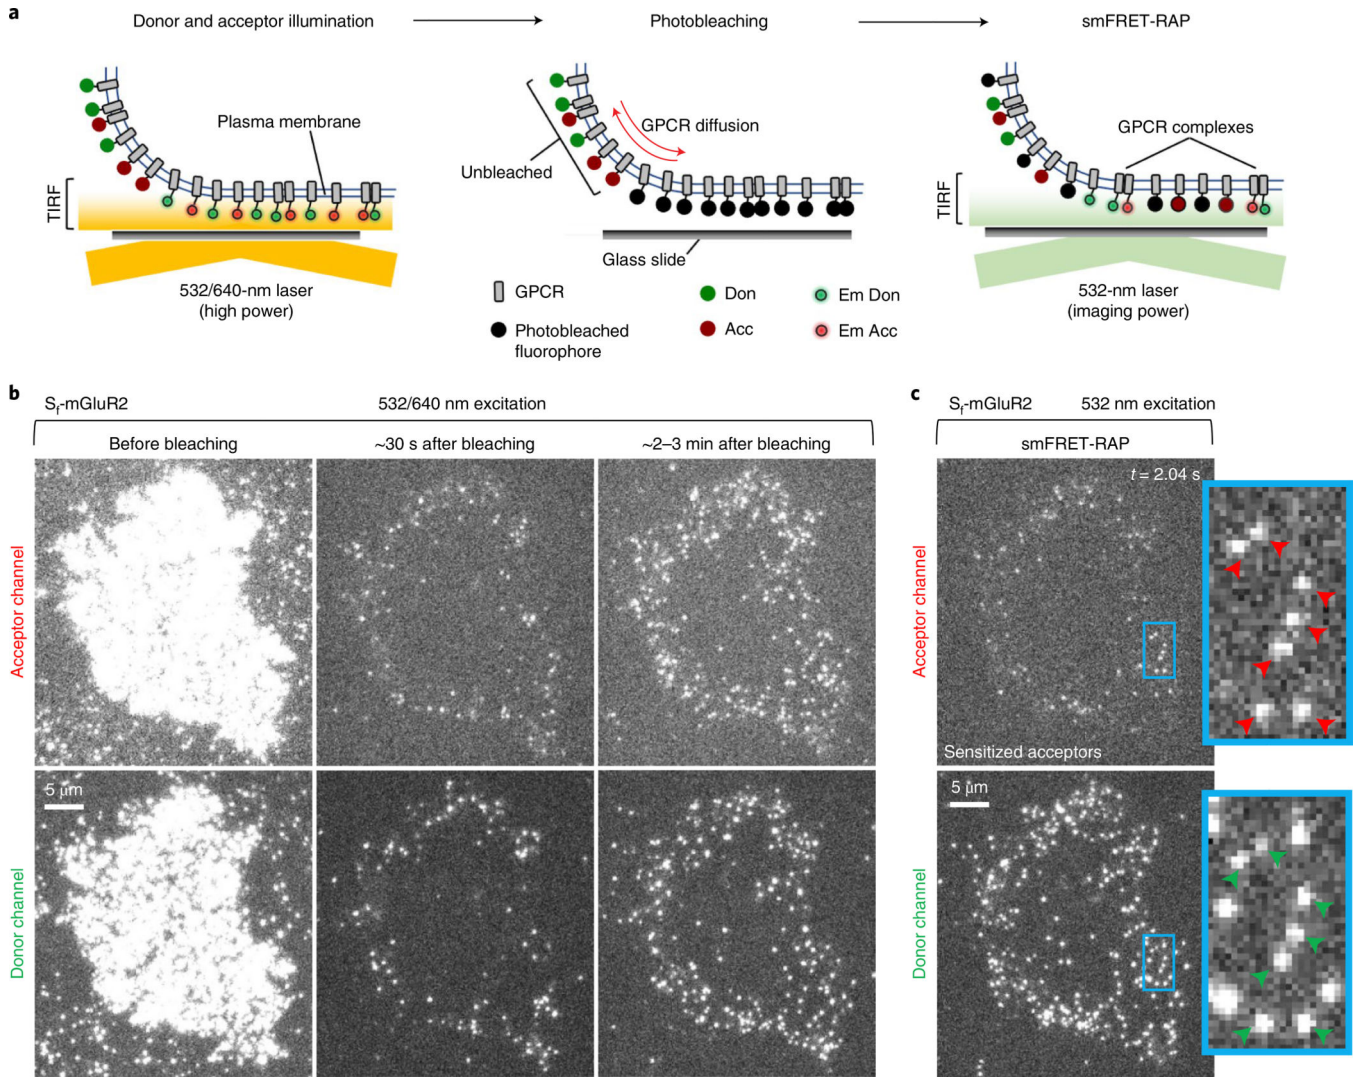 a
Donor and acceptor illumination
Photobleaching
smFRET-RAP
Plasma membrane
TIRF
532/640-nm laser
(high power)
GPCR diffusion
Unbleached
Glass slide
GPCR complexes
TIRF
532-nm laser
(imaging power)
GPCR
Don
Em Don
Photobleached
fluorophore
Acc
Em Acc
b
Sf-mGluR2
532/640 nm excitation
Before bleaching
~30 s after bleaching
~2–3 min after bleaching
Acceptor channel
Donor channel
5 μm
c
Sf-mGluR2
532 nm excitation
smFRET-RAP
t = 2.04 s
Acceptor channel
Sensitized acceptors
Donor channel
5 μm